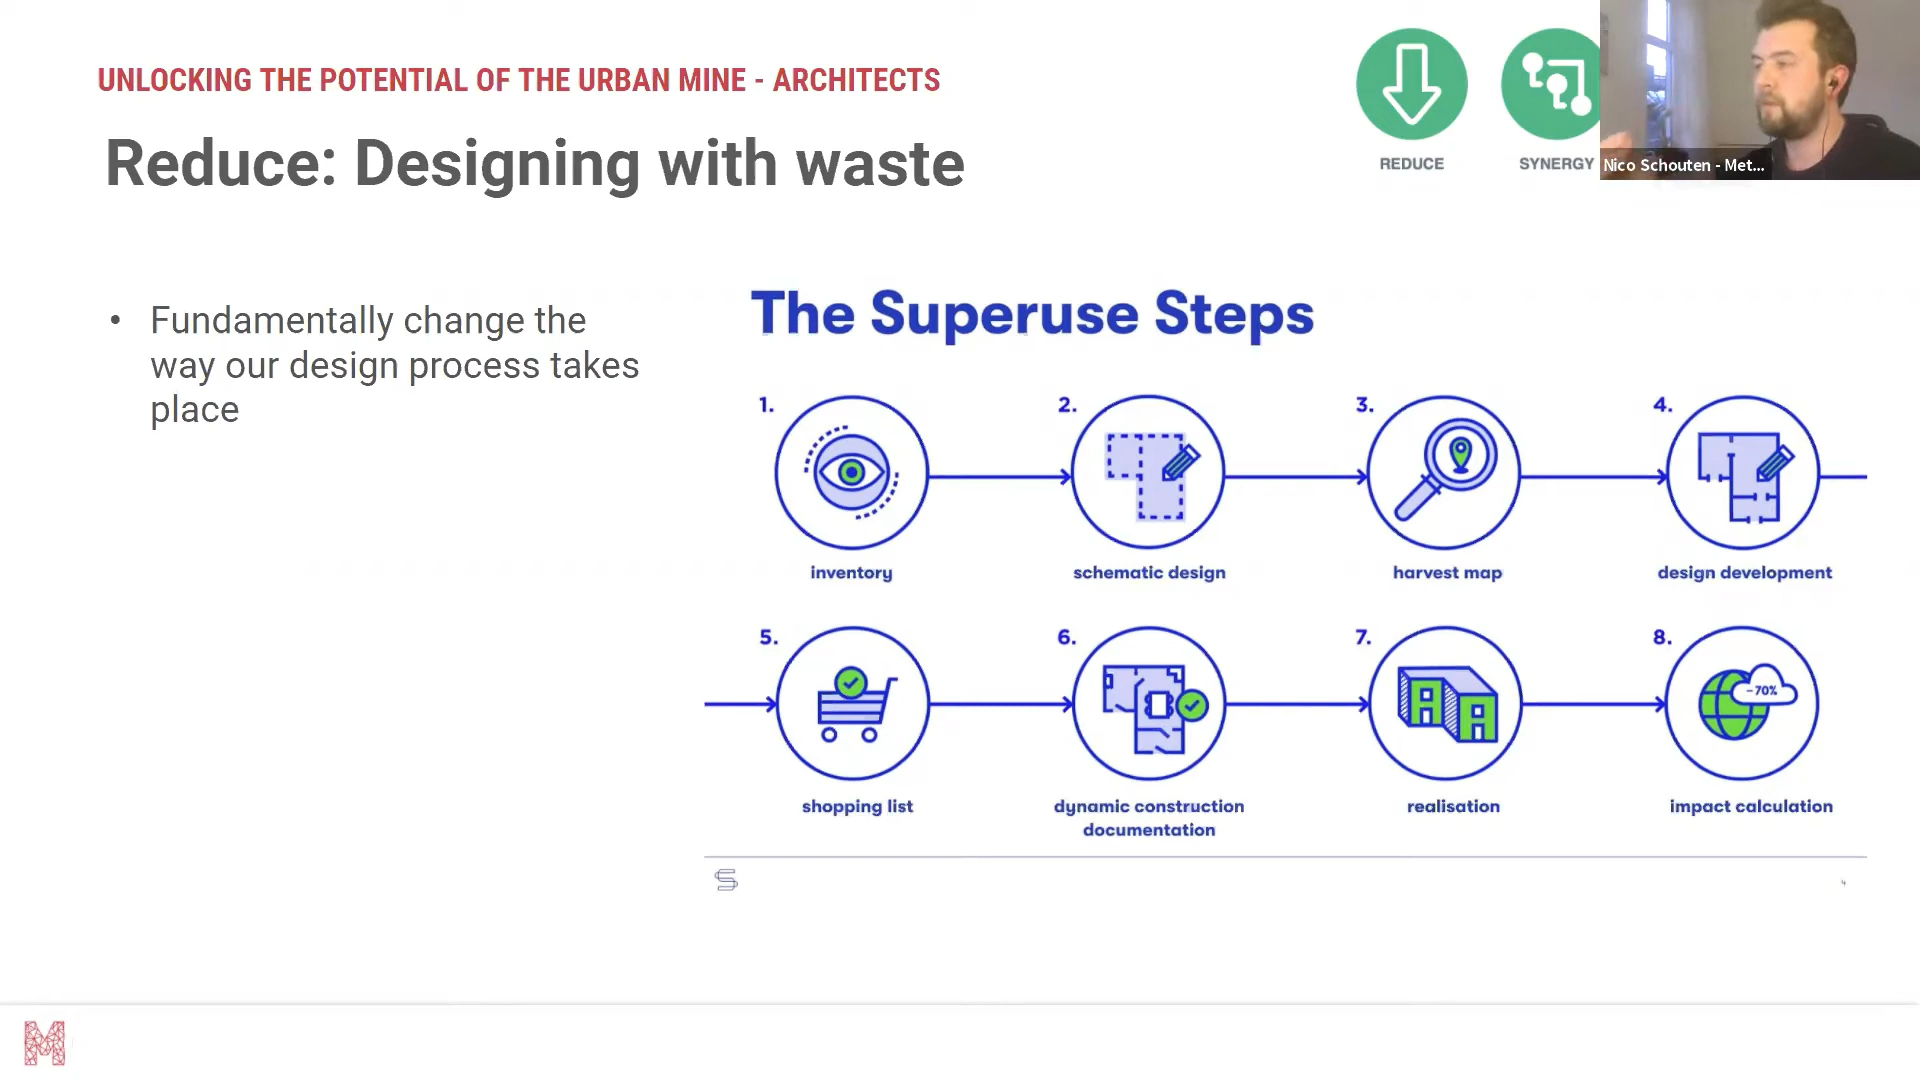 UNLOCKING THE POTENTIAL OF THE URBAN MINE - ARCHITECTS
Reduce: Designing with waste
REDUCE
SYNERGY
Nico Schouten - Met...
• Fundamentally change the
way our design process takes
place
The Superuse Steps
1.
inventory
2.
schematic design
3.
harvest map
4.
design development
5.
shopping list
6.
dynamic construction
documentation
7.
realisation
8.
-70%
impact calculation
4
M